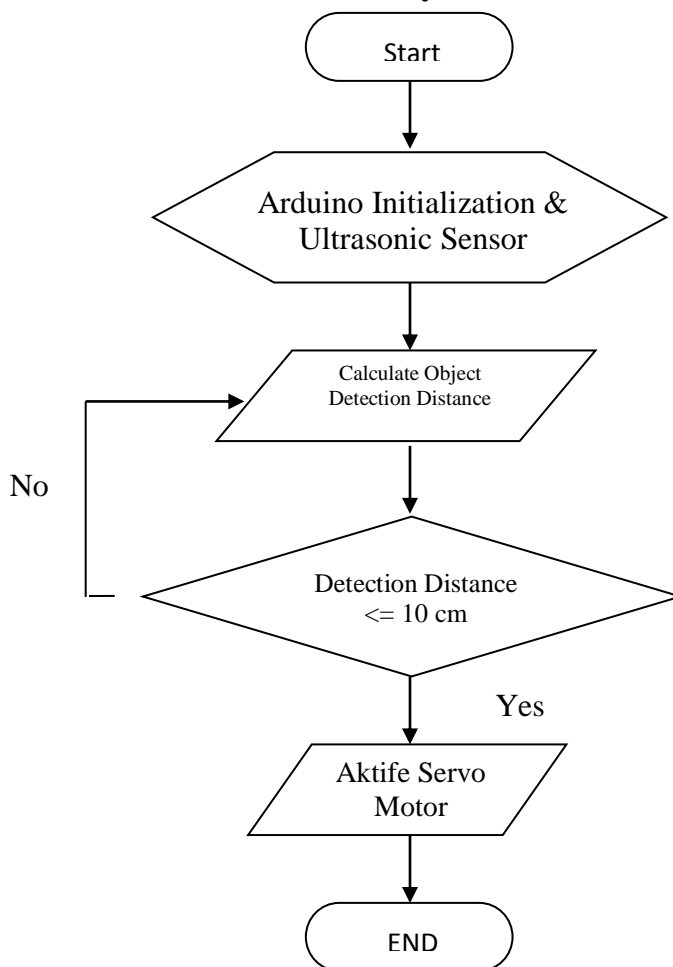 Start
Arduino Initialization &
Ultrasonic Sensor
Calculate Object
Detection Distance
No
Detection Distance
<= 10 cm
Yes
Aktife Servo
Motor
END